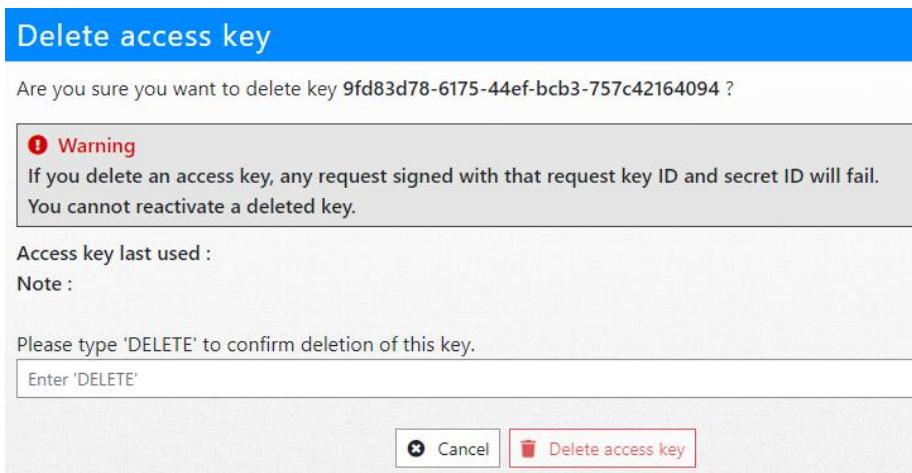 Delete access key
Are you sure you want to delete key 9fd83d78-6175-44ef-bcb3-757c42164094 ?
Warning
If you delete an access key, any request signed with that request key ID and secret ID will fail.
You cannot reactivate a deleted key.
Access key last used :
Note :
Please type 'DELETE' to confirm deletion of this key.
Enter 'DELETE'
Cancel Delete access key